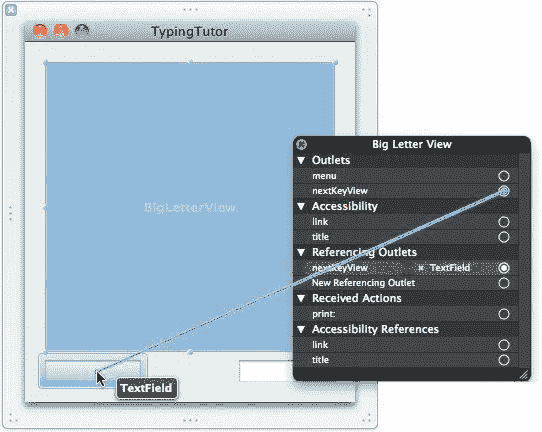 TypingTutor
BigLetterView
TextField
Big Letter View
Outlets
menu
nextKeyView
Accessibility
link
title
Referencing Outlets
nextKeyView TextField
New Referencing Outlet
Received Actions
print:
Accessibility References
link
title